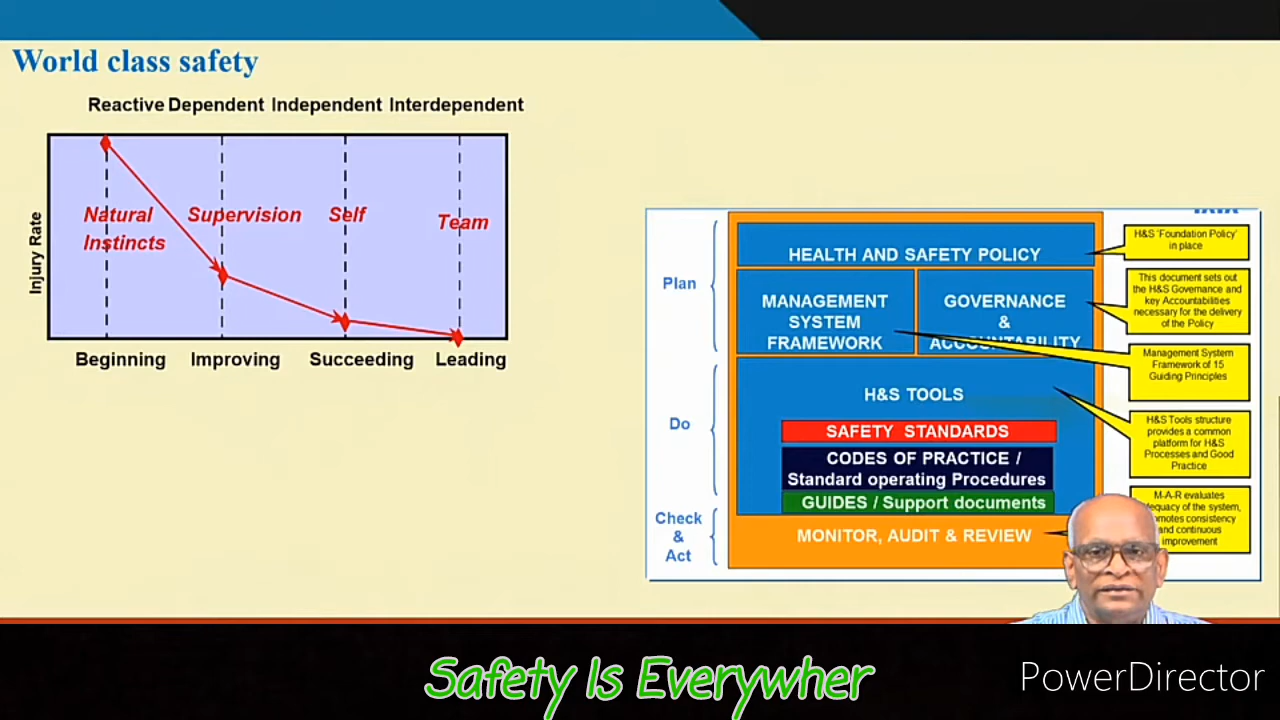 World class safety
Reactive Dependent Independent Interdependent
Natural
Instincts
Supervision
Self
Team
Injury Rate
Beginning Improving Succeeding Leading
Plan
Do
Check
&
Act
HEALTH AND SAFETY POLICY
MANAGEMENT
SYSTEM
FRAMEWORK
GOVERNANCE
&
ACCOUNTABILITY
H&S TOOLS
SAFETY STANDARDS
CODES OF PRACTICE /
Standard operating Procedures
GUIDES / Support documents
MONITOR, AUDIT & REVIEW
H&S 'Foundation Policy'
in place
This document sets out
the H&S Governance and
key Accountabilities
necessary for the delivery
of the Policy
Management System
Framework of 15
Guiding Principles
H&S Tools structure
provides a common
platform for H&S
Processes and Good
Practice
M-A-R evaluates
of the system,
consistency
and continuous
improvement
Safety Is Everywher
PowerDirector